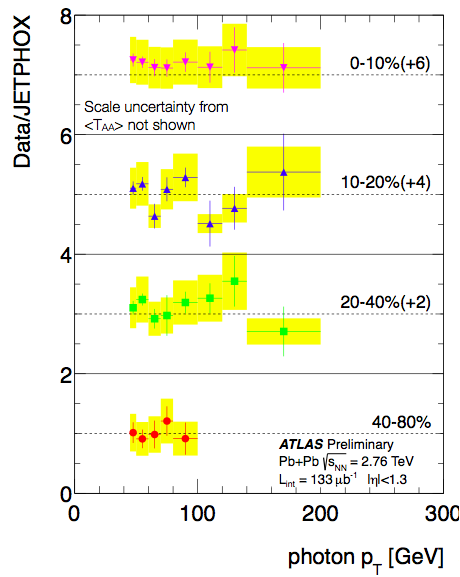 Data/JETPHOX
8
6
4
2
0
0-10%(+6)
Scale uncertainty from
<T_AA> not shown
10-20%(+4)
20-40%(+2)
40-80%
ATLAS Preliminary
Pb+Pb √s_NN = 2.76 TeV
L_int = 133 μb⁻¹ |η|<1.3
0 100 200 300
photon p_T [GeV]